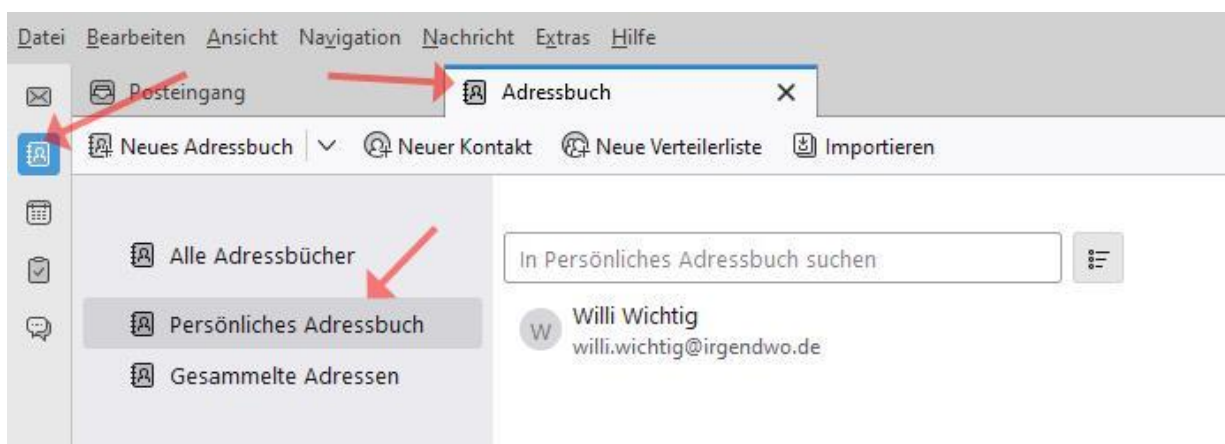 Datei Bearbeiten Ansicht Navigation Nachricht Extras Hilfe
Posteingang Adressbuch
Neues Adressbuch Neuer Kontakt Neue Verteilerliste Importieren
Alle Adressbücher
In Persönliches Adressbuch suchen
Persönliches Adressbuch
Gesammelte Adressen
W
Willi Wichtig
willi.wichtig@irgendwo.de